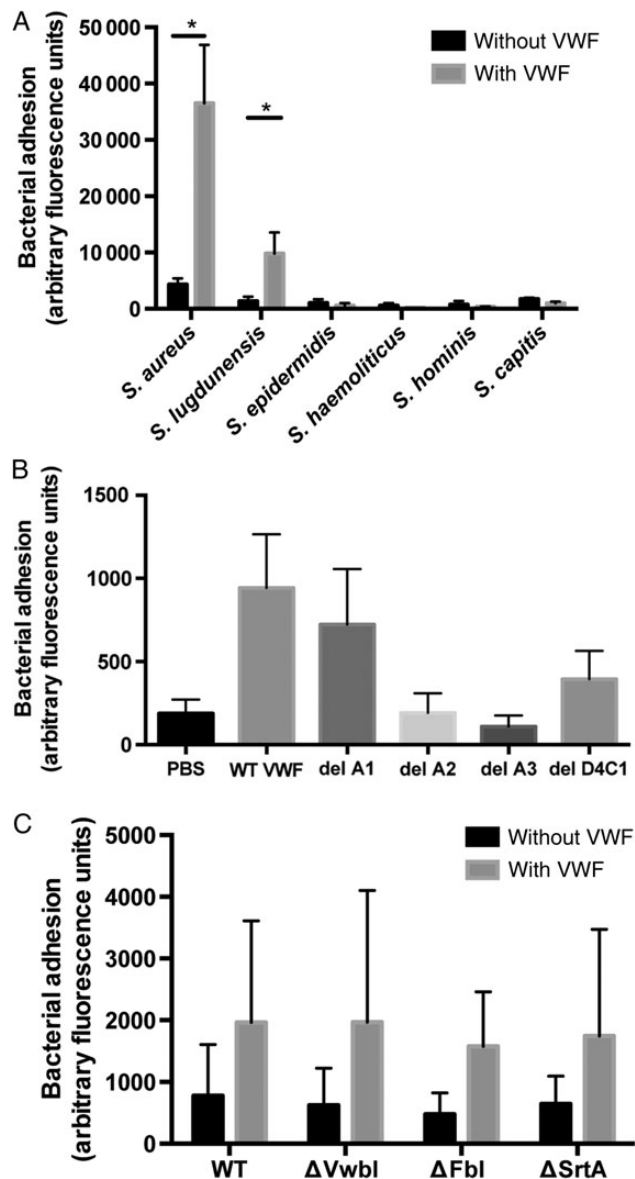 A
Bacterial adhesion
(arbitrary fluorescence units)
50 000
40 000
30 000
20 000
10 000
0
*
*
Without VWF
With VWF
S. aureus
S. lugdunensis
S. epidermidis
S. haemoliticus
S. hominis
S. capitis
B
Bacterial adhesion
(arbitrary fluorescence units)
1500
1000
500
0
PBS
WT VWF
del A1
del A2
del A3
del D4C1
C
Bacterial adhesion
(arbitrary fluorescence units)
5000
4000
3000
2000
1000
0
Without VWF
With VWF
WT
ΔVwbl
ΔFbl
ΔSrtA